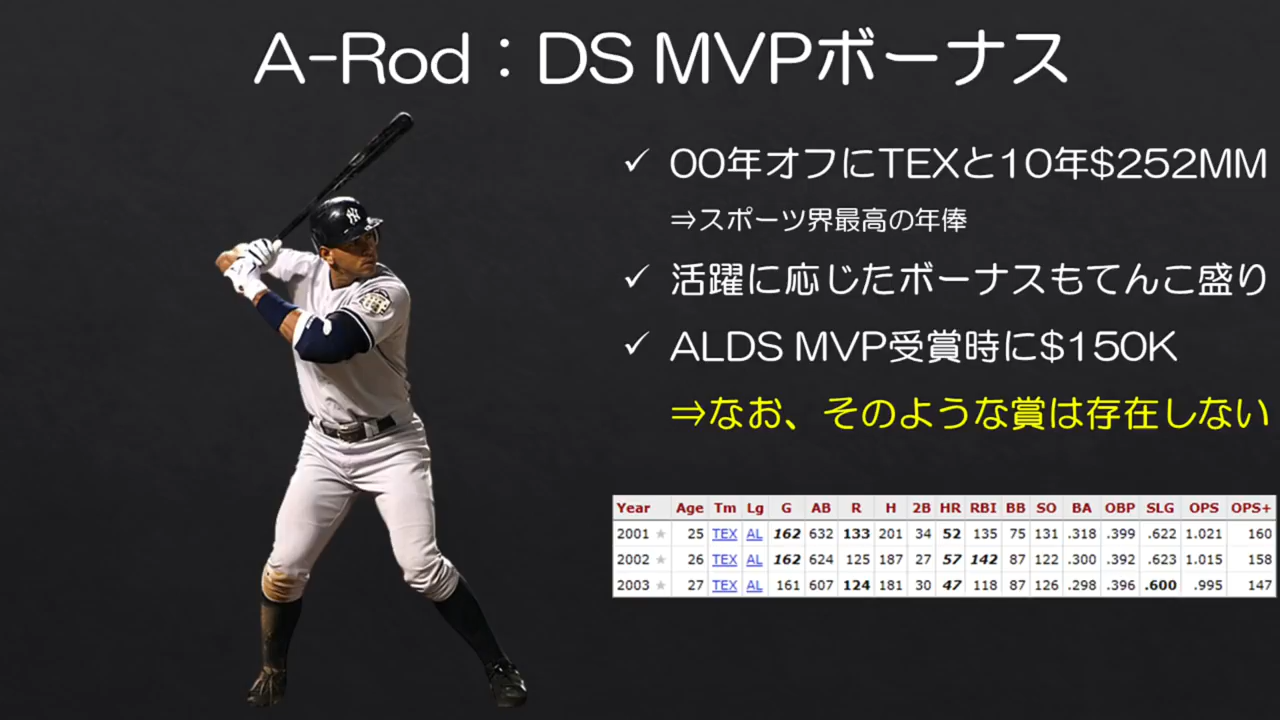 A-Rod：DS MVPボーナス
✓ 00年オフにTEXと10年$252MM
⇒スポーツ界最高の年俸
✓ 活躍に応じたボーナスもてんこ盛り
✓ ALDS MVP受賞時に$150K
⇒なお、そのような賞は存在しない
Year Age Tm Lg G AB R H 2B HR RBI BB SO BA OBP SLG OPS OPS+
2001 ★ 25 TEX AL 162 632 133 201 34 52 135 75 131 .318 .399 .622 1.021 160
2002 ★ 26 TEX AL 162 624 125 187 27 57 142 87 122 .300 .392 .623 1.015 158
2003 ★ 27 TEX AL 161 607 124 181 30 47 118 87 126 .298 .396 .600 .995 147